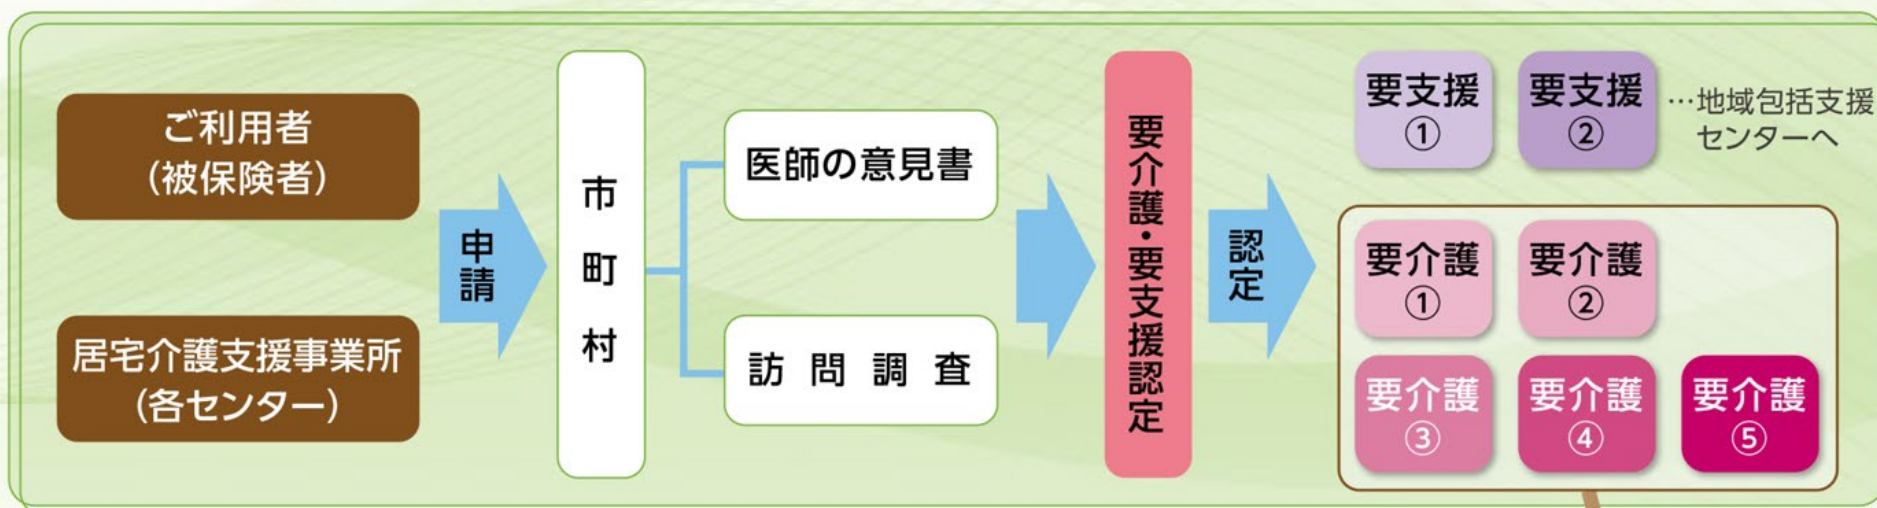 ご利用者
（被保険者）
居宅介護支援事業所
（各センター）
申請
市町村
医師の意見書
訪問調査
要介護・要支援認定
認定
要支援
①
要支援
②
…地域包括支援
センターへ
要介護
①
要介護
②
要介護
③
要介護
④
要介護
⑤